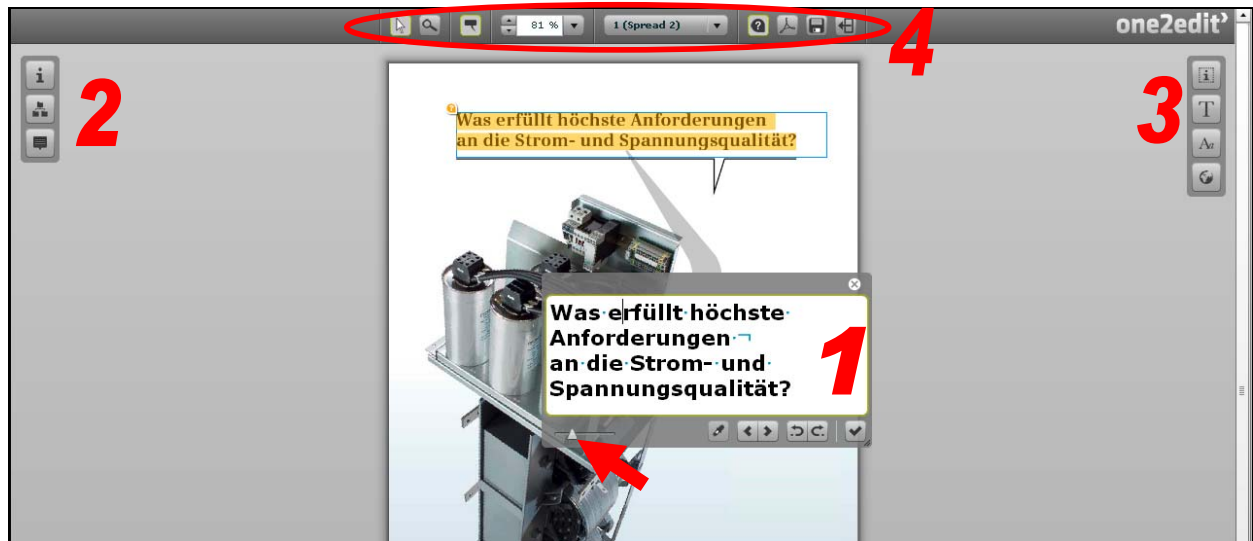 81 %
1 (Spread 2)
one2edit
4
2
3
Was erfüllt höchste Anforderungen
an die Strom- und Spannungsqualität?
T
Aa
Was erfüllt höchste
Anforderungen
an die Strom- und
Spannungsqualität?
1